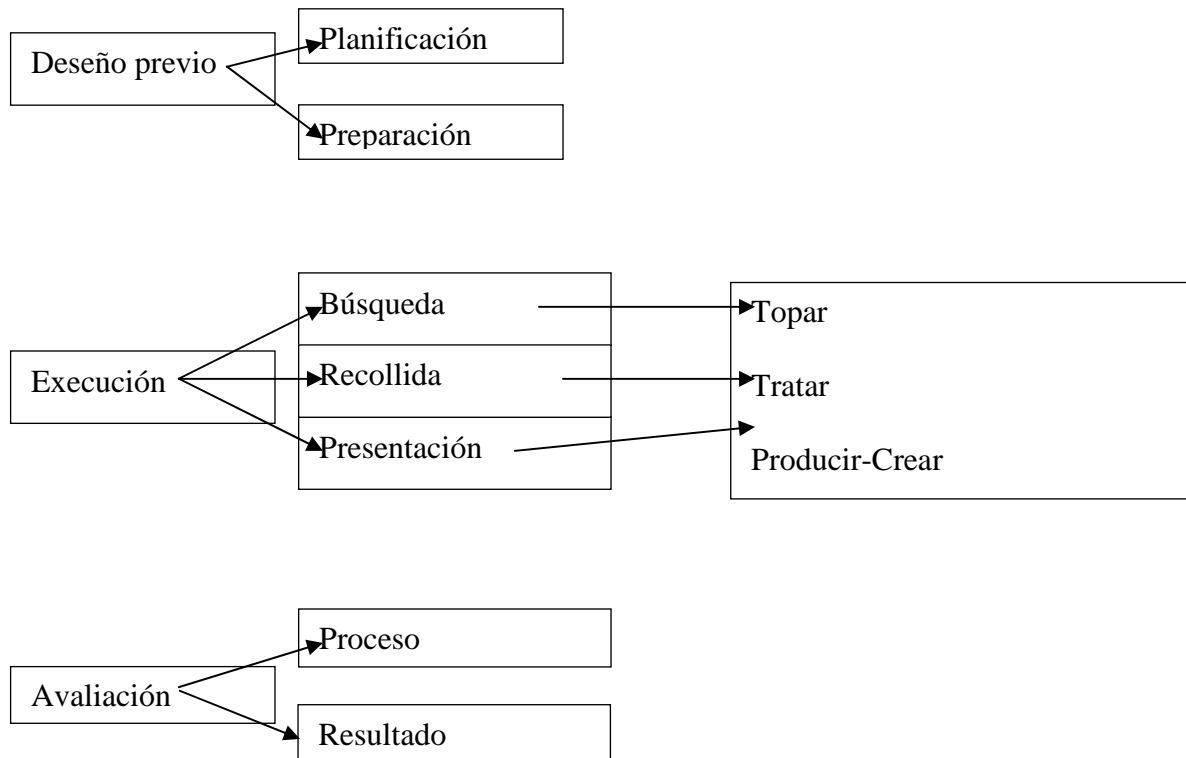 Planificación
Deseño previo
Preparación
Búsqueda
Topar
Execución
Recollida
Tratar
Presentación
Producir-Crear
Proceso
Avaliación
Resultado